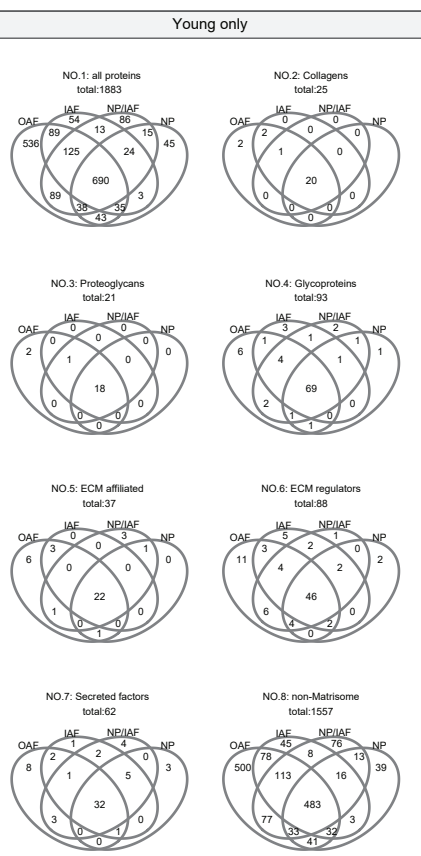 Young only
NO.1: all proteins
total:1883
OAF IAF NP/IAF NP
536 89 54 13 86 15 45
125 24
690
89 38 35 3
43
NO.2: Collagens
total:25
OAF IAF NP/IAF NP
2 2 0 0 0 0 0
1 0
20
0 0 0 0
0
NO.3: Proteoglycans
total:21
OAF IAF NP/IAF NP
2 0 0 0 0 0 0
1 0
18
0 0 0 0
0
NO.4: Glycoproteins
total:93
OAF IAF NP/IAF NP
6 1 3 1 2 1 1
4 1
69
2 1 0 0
1
NO.5: ECM affiliated
total:37
OAF IAF NP/IAF NP
6 3 0 0 3 1 0
0 0
22
1 0 0 0
1
NO.6: ECM regulators
total:88
OAF IAF NP/IAF NP
11 3 5 2 1 0 2
4 2
46
6 4 2 0
0
NO.7: Secreted factors
total:62
OAF IAF NP/IAF NP
8 2 1 2 4 0 3
1 5
32
3 0 1 0
0
NO.8: non-Matrisome
total:1557
OAF IAF NP/IAF NP
500 78 45 8 76 13 39
113 16
483
77 33 32 3
41